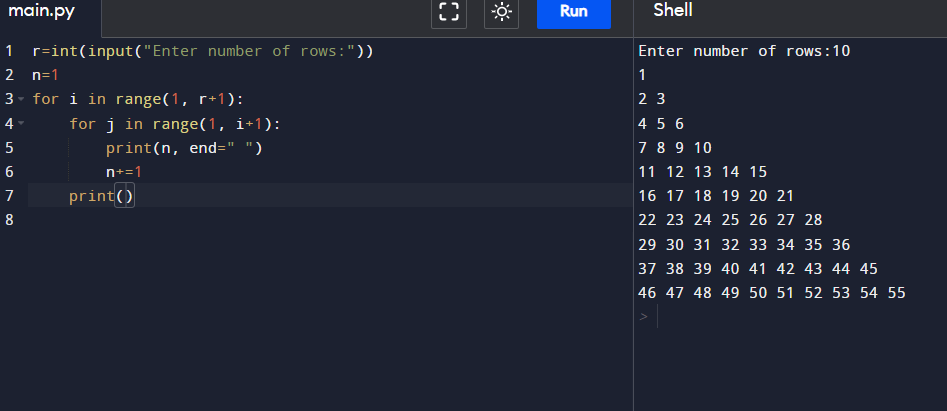 main.py
Run
Shell
1 r=int(input("Enter number of rows:"))
2 n=1
3 for i in range(1, r+1):
4     for j in range(1, i+1):
5         print(n, end=" ")
6         n+=1
7     print()
8
Enter number of rows:10
1
2 3
4 5 6
7 8 9 10
11 12 13 14 15
16 17 18 19 20 21
22 23 24 25 26 27 28
29 30 31 32 33 34 35 36
37 38 39 40 41 42 43 44 45
46 47 48 49 50 51 52 53 54 55
>